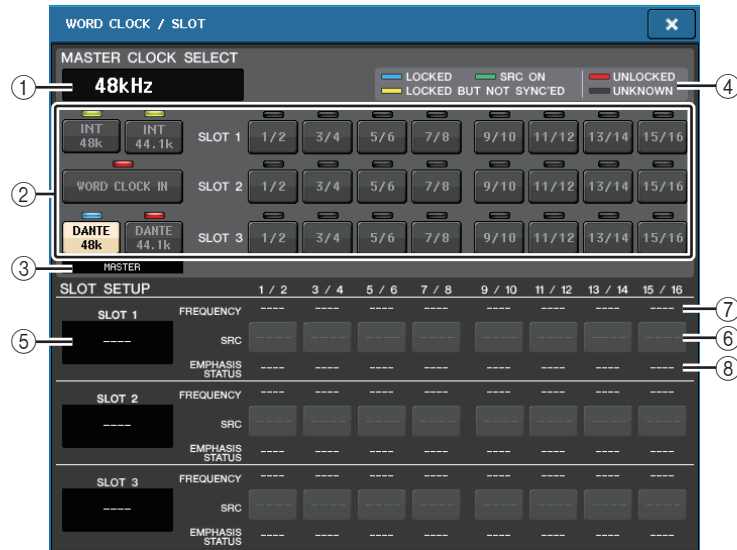 WORD CLOCK / SLOT ×
MASTER CLOCK SELECT
① 48kHz
LOCKED SRC ON UNLOCKED
LOCKED BUT NOT SYNC'ED UNKNOWN ④
②
INT 48k INT 44.1k SLOT 1 1/2 3/4 5/6 7/8 9/10 11/12 13/14 15/16
WORD CLOCK IN SLOT 2 1/2 3/4 5/6 7/8 9/10 11/12 13/14 15/16
DANTE 48k DANTE 44.1k SLOT 3 1/2 3/4 5/6 7/8 9/10 11/12 13/14 15/16
③ MASTER
SLOT SETUP 1 / 2 3 / 4 5 / 6 7 / 8 9 / 10 11 / 12 13 / 14 15 / 16
SLOT 1 FREQUENCY ---- ---- ---- ---- ---- ---- ---- ---- ⑦
⑤ ---- SRC ---- ---- ---- ---- ---- ---- ---- ---- ⑥
EMPHASIS STATUS ---- ---- ---- ---- ---- ---- ---- ---- ⑧
SLOT 2 FREQUENCY ---- ---- ---- ---- ---- ---- ---- ----
---- SRC ---- ---- ---- ---- ---- ---- ---- ----
EMPHASIS STATUS ---- ---- ---- ---- ---- ---- ---- ----
SLOT 3 FREQUENCY ---- ---- ---- ---- ---- ---- ---- ----
---- SRC ---- ---- ---- ---- ---- ---- ---- ----
EMPHASIS STATUS ---- ---- ---- ---- ---- ---- ---- ----